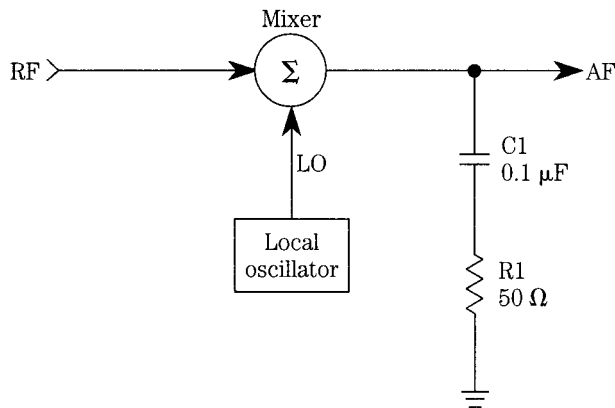 Mixer
RF
Σ
AF
LO
C1
0.1 μF
Local
oscillator
R1
50 Ω